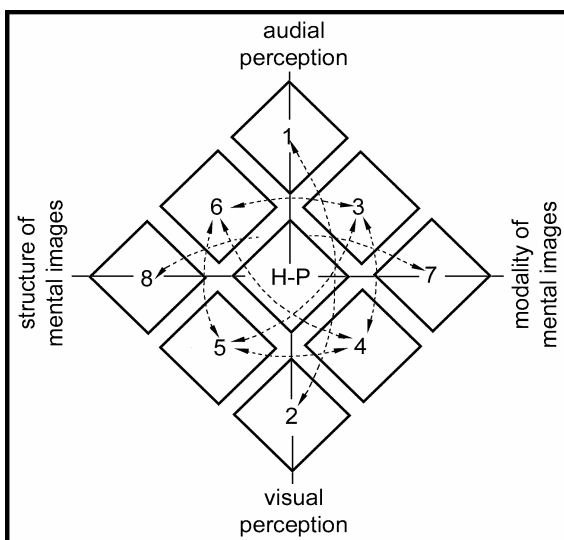 audial
perception
1
6
3
structure of
mental images
8
H-P
7
modality of
mental images
5
4
2
visual
perception